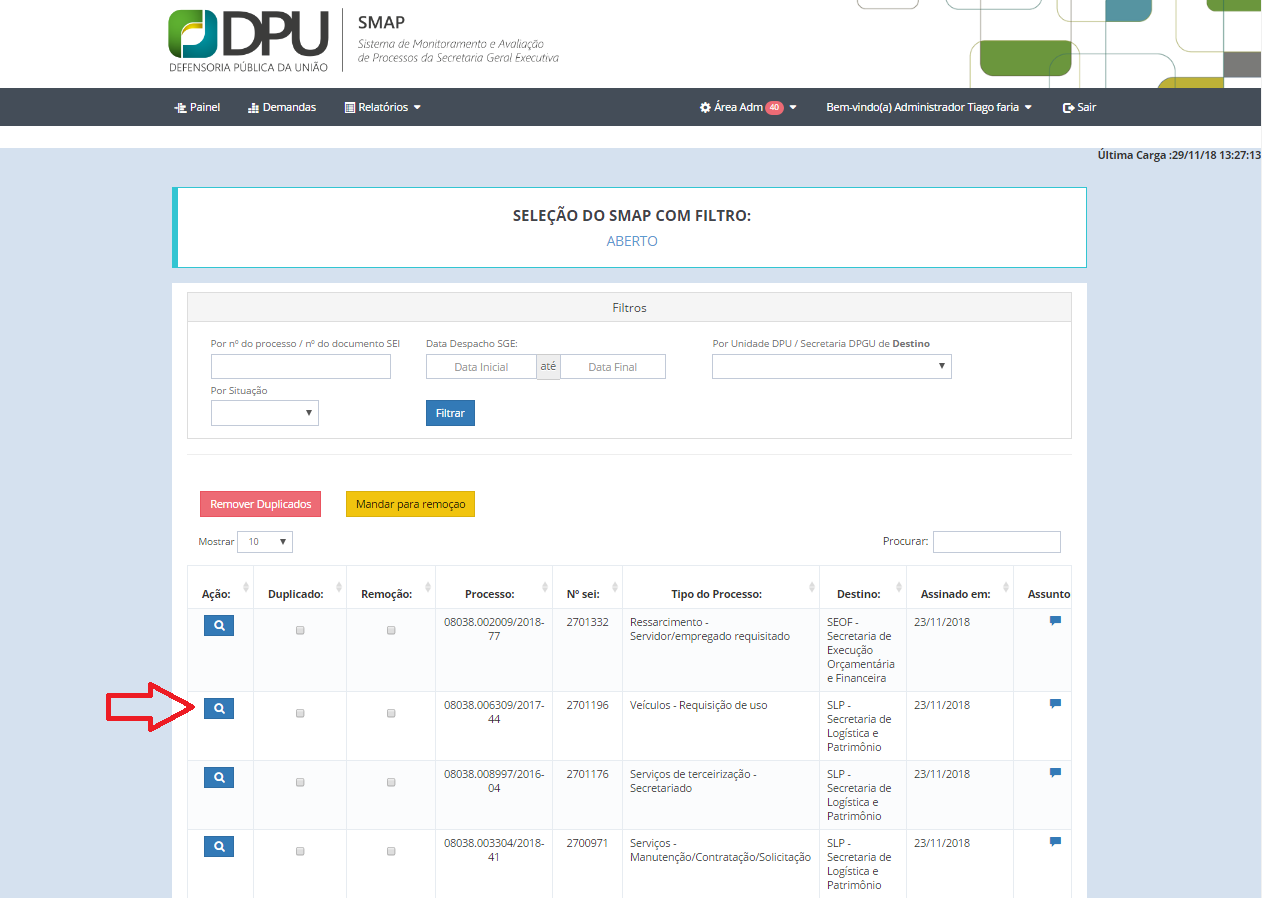 DPU
DEFENSORIA PÚBLICA DA UNIÃO
SMAP
Sistema de Monitoramento e Avaliação
de Processos da Secretaria Geral Executiva
Painel
Demandas
Relatórios
Área Adm 40
Bem-vindo(a) Administrador Tiago faria
Sair
Última Carga :29/11/18 13:27:13
SELEÇÃO DO SMAP COM FILTRO:
ABERTO
Filtros
Por nº do processo / nº do documento SEI
Data Despacho SGE:
Por Unidade DPU / Secretaria DPGU de Destino
Data Inicial até Data Final
Por Situação
Filtrar
Remover Duplicados
Mandar para remoçao
Mostrar 10
Procurar:
Ação: Duplicado: Remoção: Processo: Nº sei: Tipo do Processo: Destino: Assinado em: Assunto
08038.002009/2018-
77
2701332
Ressarcimento -
Servidor/empregado requisitado
SEOF -
Secretaria de
Execução
Orçamentária
e Financeira
23/11/2018
08038.006309/2017-
44
2701196
Veículos - Requisição de uso
SLP -
Secretaria de
Logística e
Patrimônio
23/11/2018
08038.008997/2016-
04
2701176
Serviços de terceirização -
Secretariado
SLP -
Secretaria de
Logística e
Patrimônio
23/11/2018
08038.003304/2018-
41
2700971
Serviços -
Manutenção/Contratação/Solicitação
SLP -
Secretaria de
Logística e
Patrimônio
23/11/2018